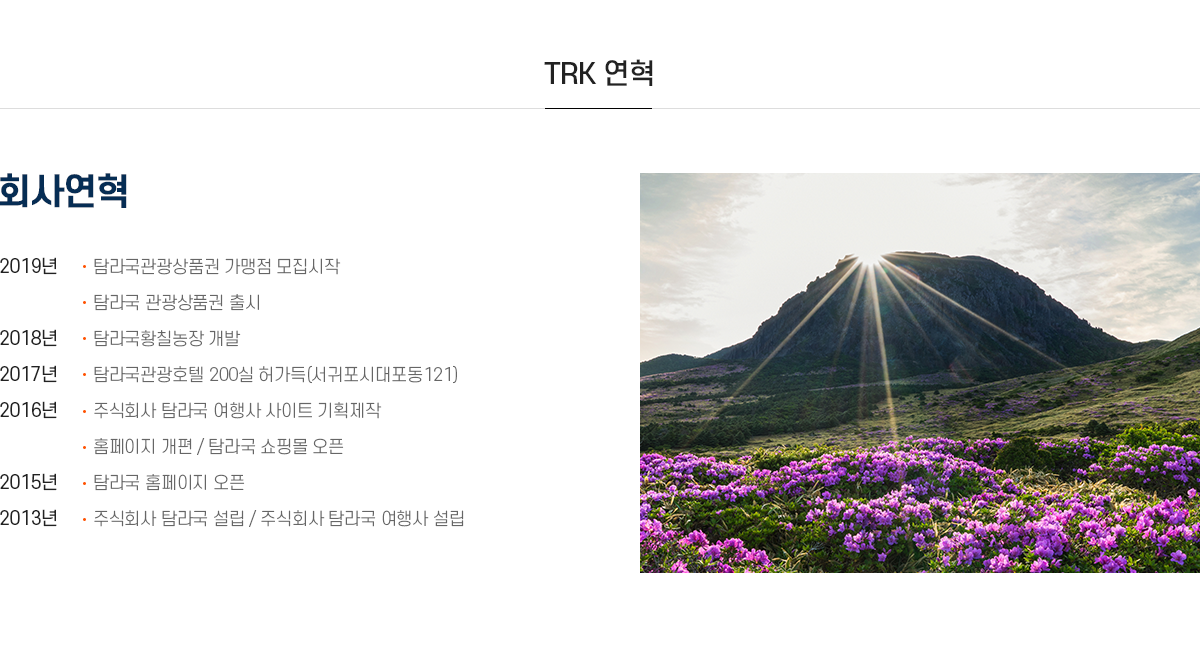 TRK 연혁
회사연혁
2019년 · 탐라국관광상품권 가맹점 모집시작
· 탐라국 관광상품권 출시
2018년 · 탐라국황칠농장 개발
2017년 · 탐라국관광호텔 200실 허가득(서귀포시대포동121)
2016년 · 주식회사 탐라국 여행사 사이트 기획제작
· 홈페이지 개편 / 탐라국 쇼핑몰 오픈
2015년 · 탐라국 홈페이지 오픈
2013년 · 주식회사 탐라국 설립 / 주식회사 탐라국 여행사 설립